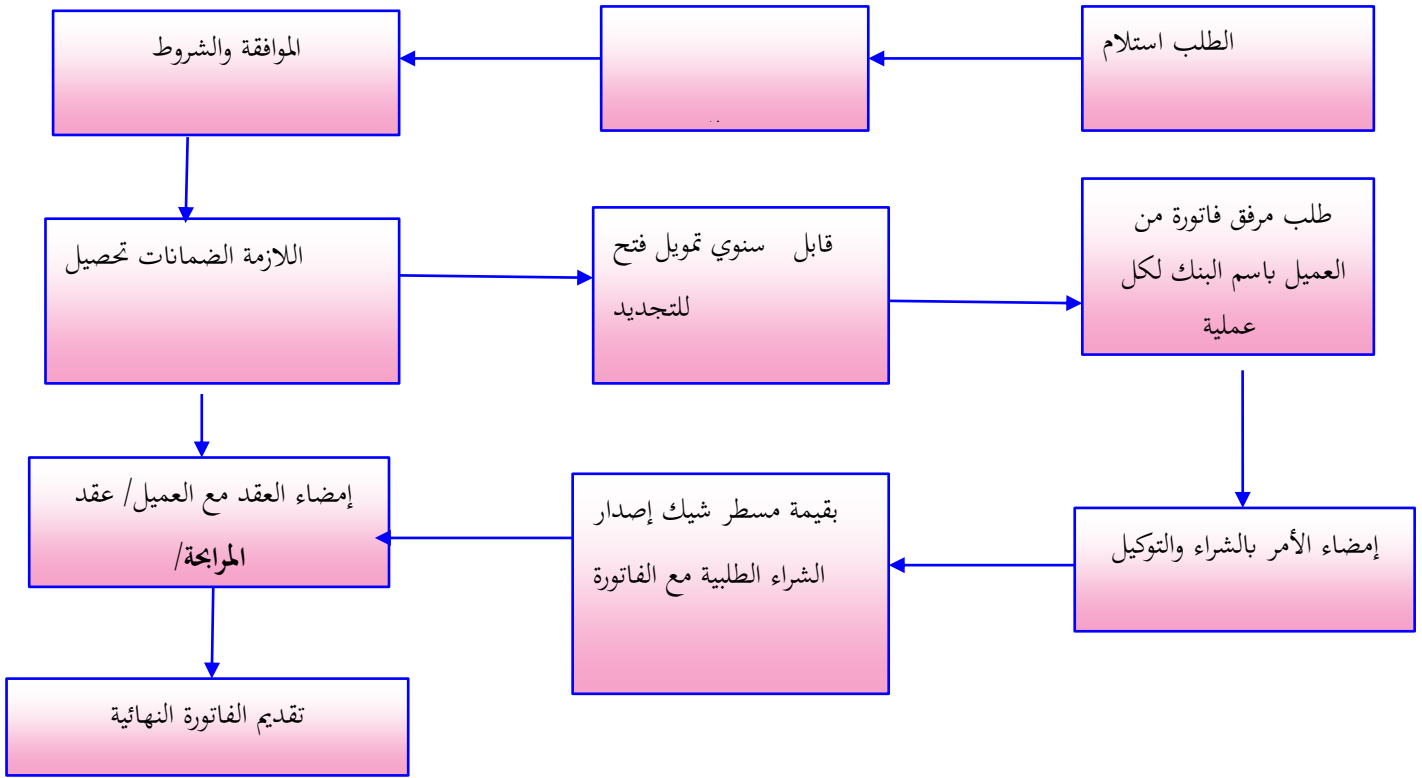 الطلب استلام
الموافقة والشروط
اللازمة الضمانات تحصيل
قابل سنوي تمويل فتح
للتجديد
طلب مرفق فاتورة من
العميل باسم البنك لكل
عملية
إمضاء الأمر بالشراء والتوكيل
بقيمة مسطر شيك إصدار
الشراء الطلبية مع الفاتورة
إمضاء العقد مع العميل/ عقد
المرابحة/
تقديم الفاتورة النهائية